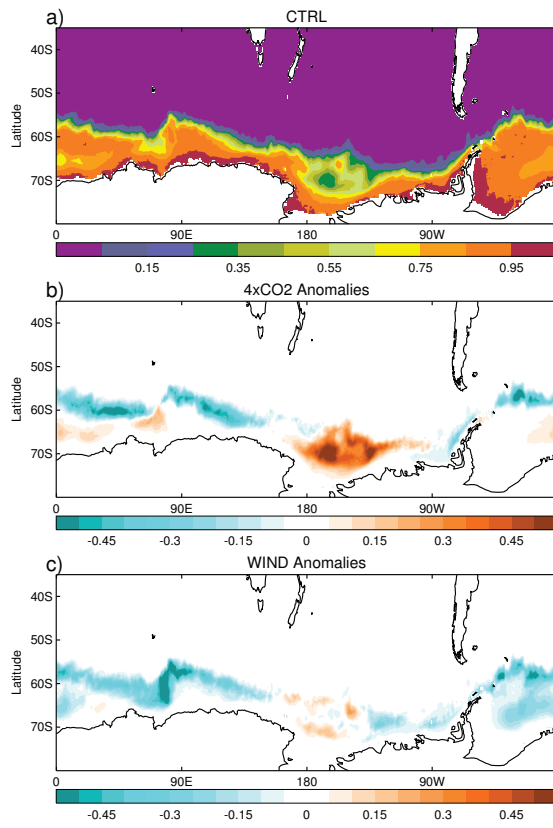 a)
CTRL
35S
40S
50S
60S
70S
Latitude
90E 180 90W
0.15 0.35 0.55 0.75 0.95
b)
4xCO2 Anomalies
40S
50S
60S
70S
Latitude
90E 180 90W
-0.45 -0.3 -0.15 0 0.15 0.3 0.45
c)
WIND Anomalies
40S
50S
60S
70S
Latitude
90E 180 90W
-0.45 -0.3 -0.15 0 0.15 0.3 0.45